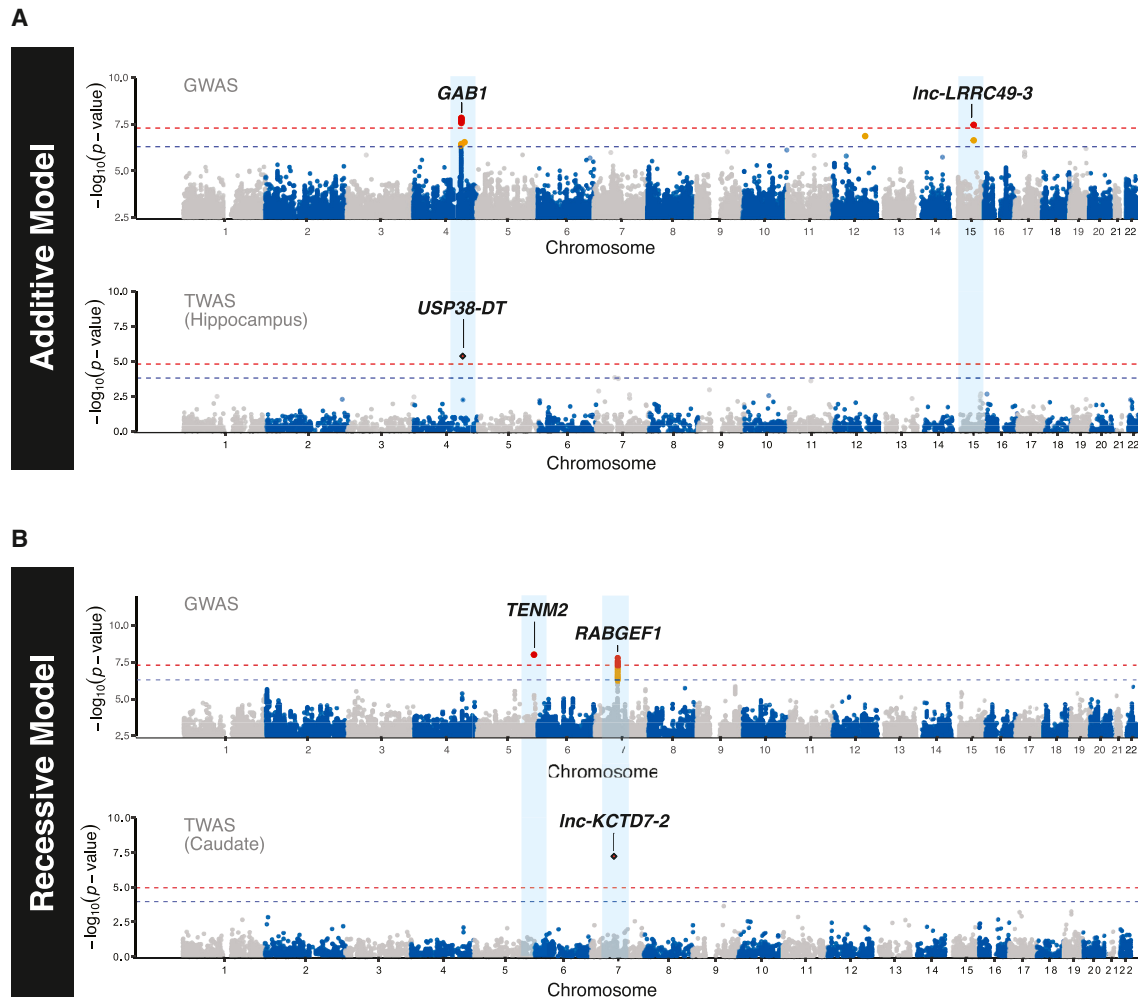 A
Additive Model
GWAS
GAB1
lnc-LRRC49-3
−log10(p − value)
10.0
7.5
5.0
2.5
1 2 3 4 5 6 7 8 9 10 11 12 13 14 15 16 17 18 19 20 21 22
Chromosome
TWAS
(Hippocampus)
USP38-DT
−log10(p − value)
10.0
7.5
5.0
2.5
0.0
1 2 3 4 5 6 7 8 9 10 11 12 13 14 15 16 17 18 19 20 21 22
Chromosome
B
Recessive Model
GWAS
TENM2
RABGEF1
−log10(p − value)
10.0
7.5
5.0
2.5
1 2 3 4 5 6 7 8 9 10 11 12 13 14 15 16 17 18 19 20 21 22
Chromosome
TWAS
(Caudate)
lnc-KCTD7-2
−log10(p − value)
10.0
7.5
5.0
2.5
0.0
1 2 3 4 5 6 7 8 9 10 11 12 13 14 15 16 17 18 19 20 21 22
Chromosome